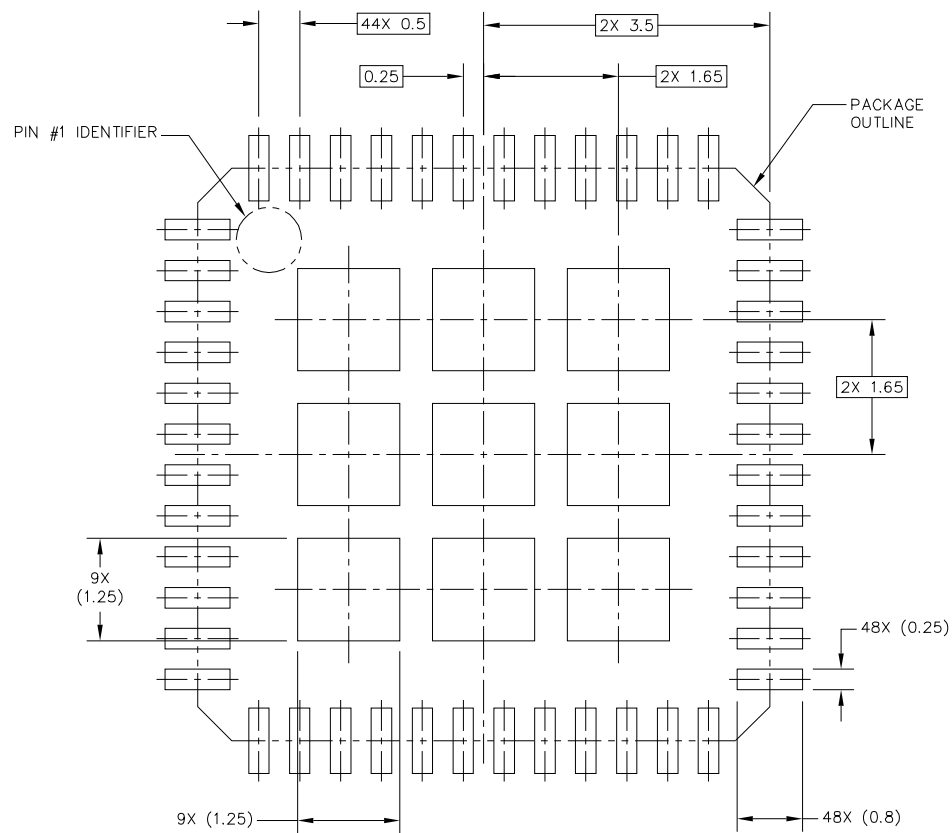 44X 0.5
2X 3.5
0.25
2X 1.65
PIN #1 IDENTIFIER
PACKAGE
OUTLINE
2X 1.65
9X
(1.25)
48X (0.25)
9X (1.25)
48X (0.8)